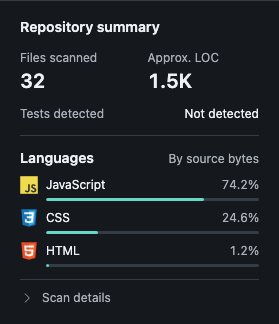 Repository summary
Files scanned Approx. LOC
32 1.5K
Tests detected Not detected
Languages By source bytes
JS JavaScript 74.2%
3 CSS 24.6%
5 HTML 1.2%
Scan details